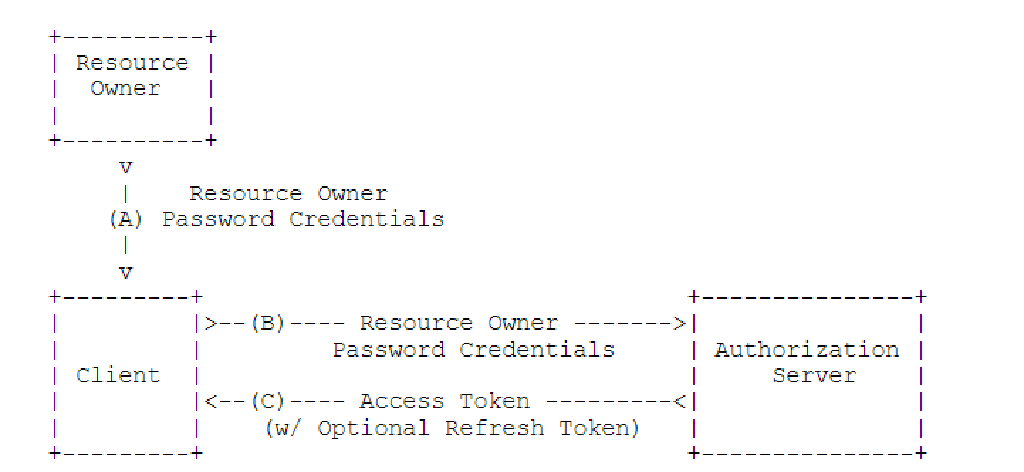 +----------+
| Resource |
|  Owner   |
|          |
+----------+
     v
     |    Resource Owner
    (A) Password Credentials
     |
     v
+---------+                                  +---------------+
|         |>--(B)---- Resource Owner ------->|               |
|         |         Password Credentials     | Authorization |
| Client  |                                  |     Server    |
|         |<--(C)---- Access Token ---------<|               |
|         |    (w/ Optional Refresh Token)   |               |
+---------+                                  +---------------+